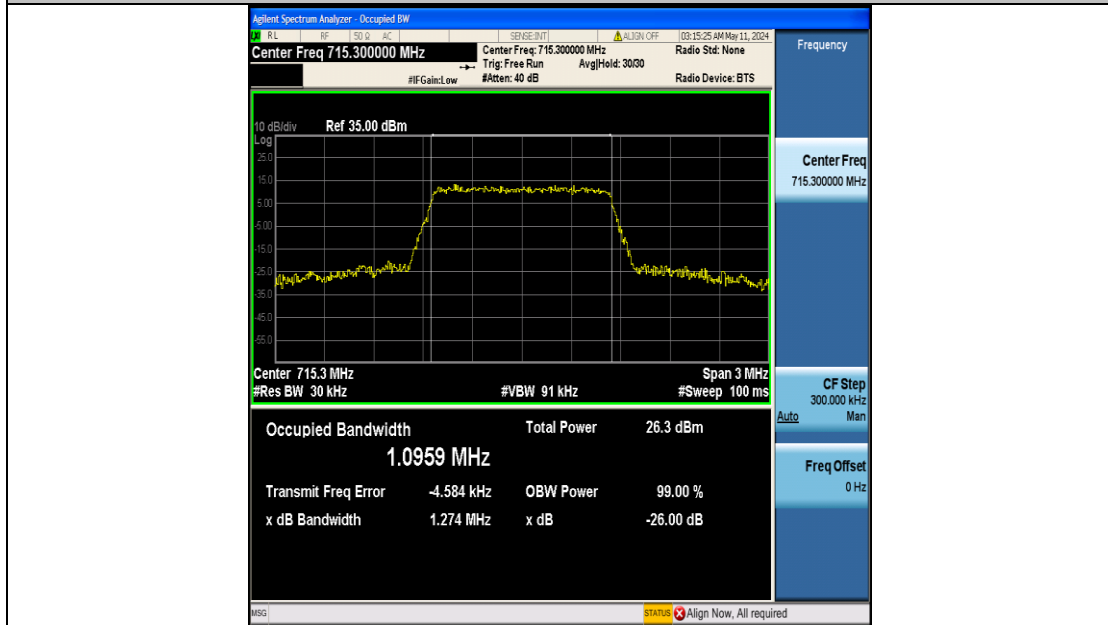 Agilent Spectrum Analyzer - Occupied BW
RL RF 50 Ω AC SENSE:INT ALIGN OFF 03:15:25 AM May 11, 2024
Center Freq 715.300000 MHz
Center Freq: 715.300000 MHz
Radio Std: None
Trig: Free Run Avg|Hold: 30/30
#IFGain:Low
#Atten: 40 dB
Radio Device: BTS
Frequency
10 dB/div Ref 35.00 dBm
Log
25.0
15.0
5.00
-5.00
-15.0
-25.0
-35.0
-45.0
-55.0
Center 715.3 MHz
Span 3 MHz
#Res BW 30 kHz
#VBW 91 kHz
#Sweep 100 ms
Occupied Bandwidth
Total Power 26.3 dBm
1.0959 MHz
Transmit Freq Error -4.584 kHz
OBW Power 99.00 %
x dB Bandwidth 1.274 MHz
x dB -26.00 dB
Center Freq
715.300000 MHz
CF Step
300.000 kHz
Auto Man
Freq Offset
0 Hz
MSG
STATUS Align Now, All required